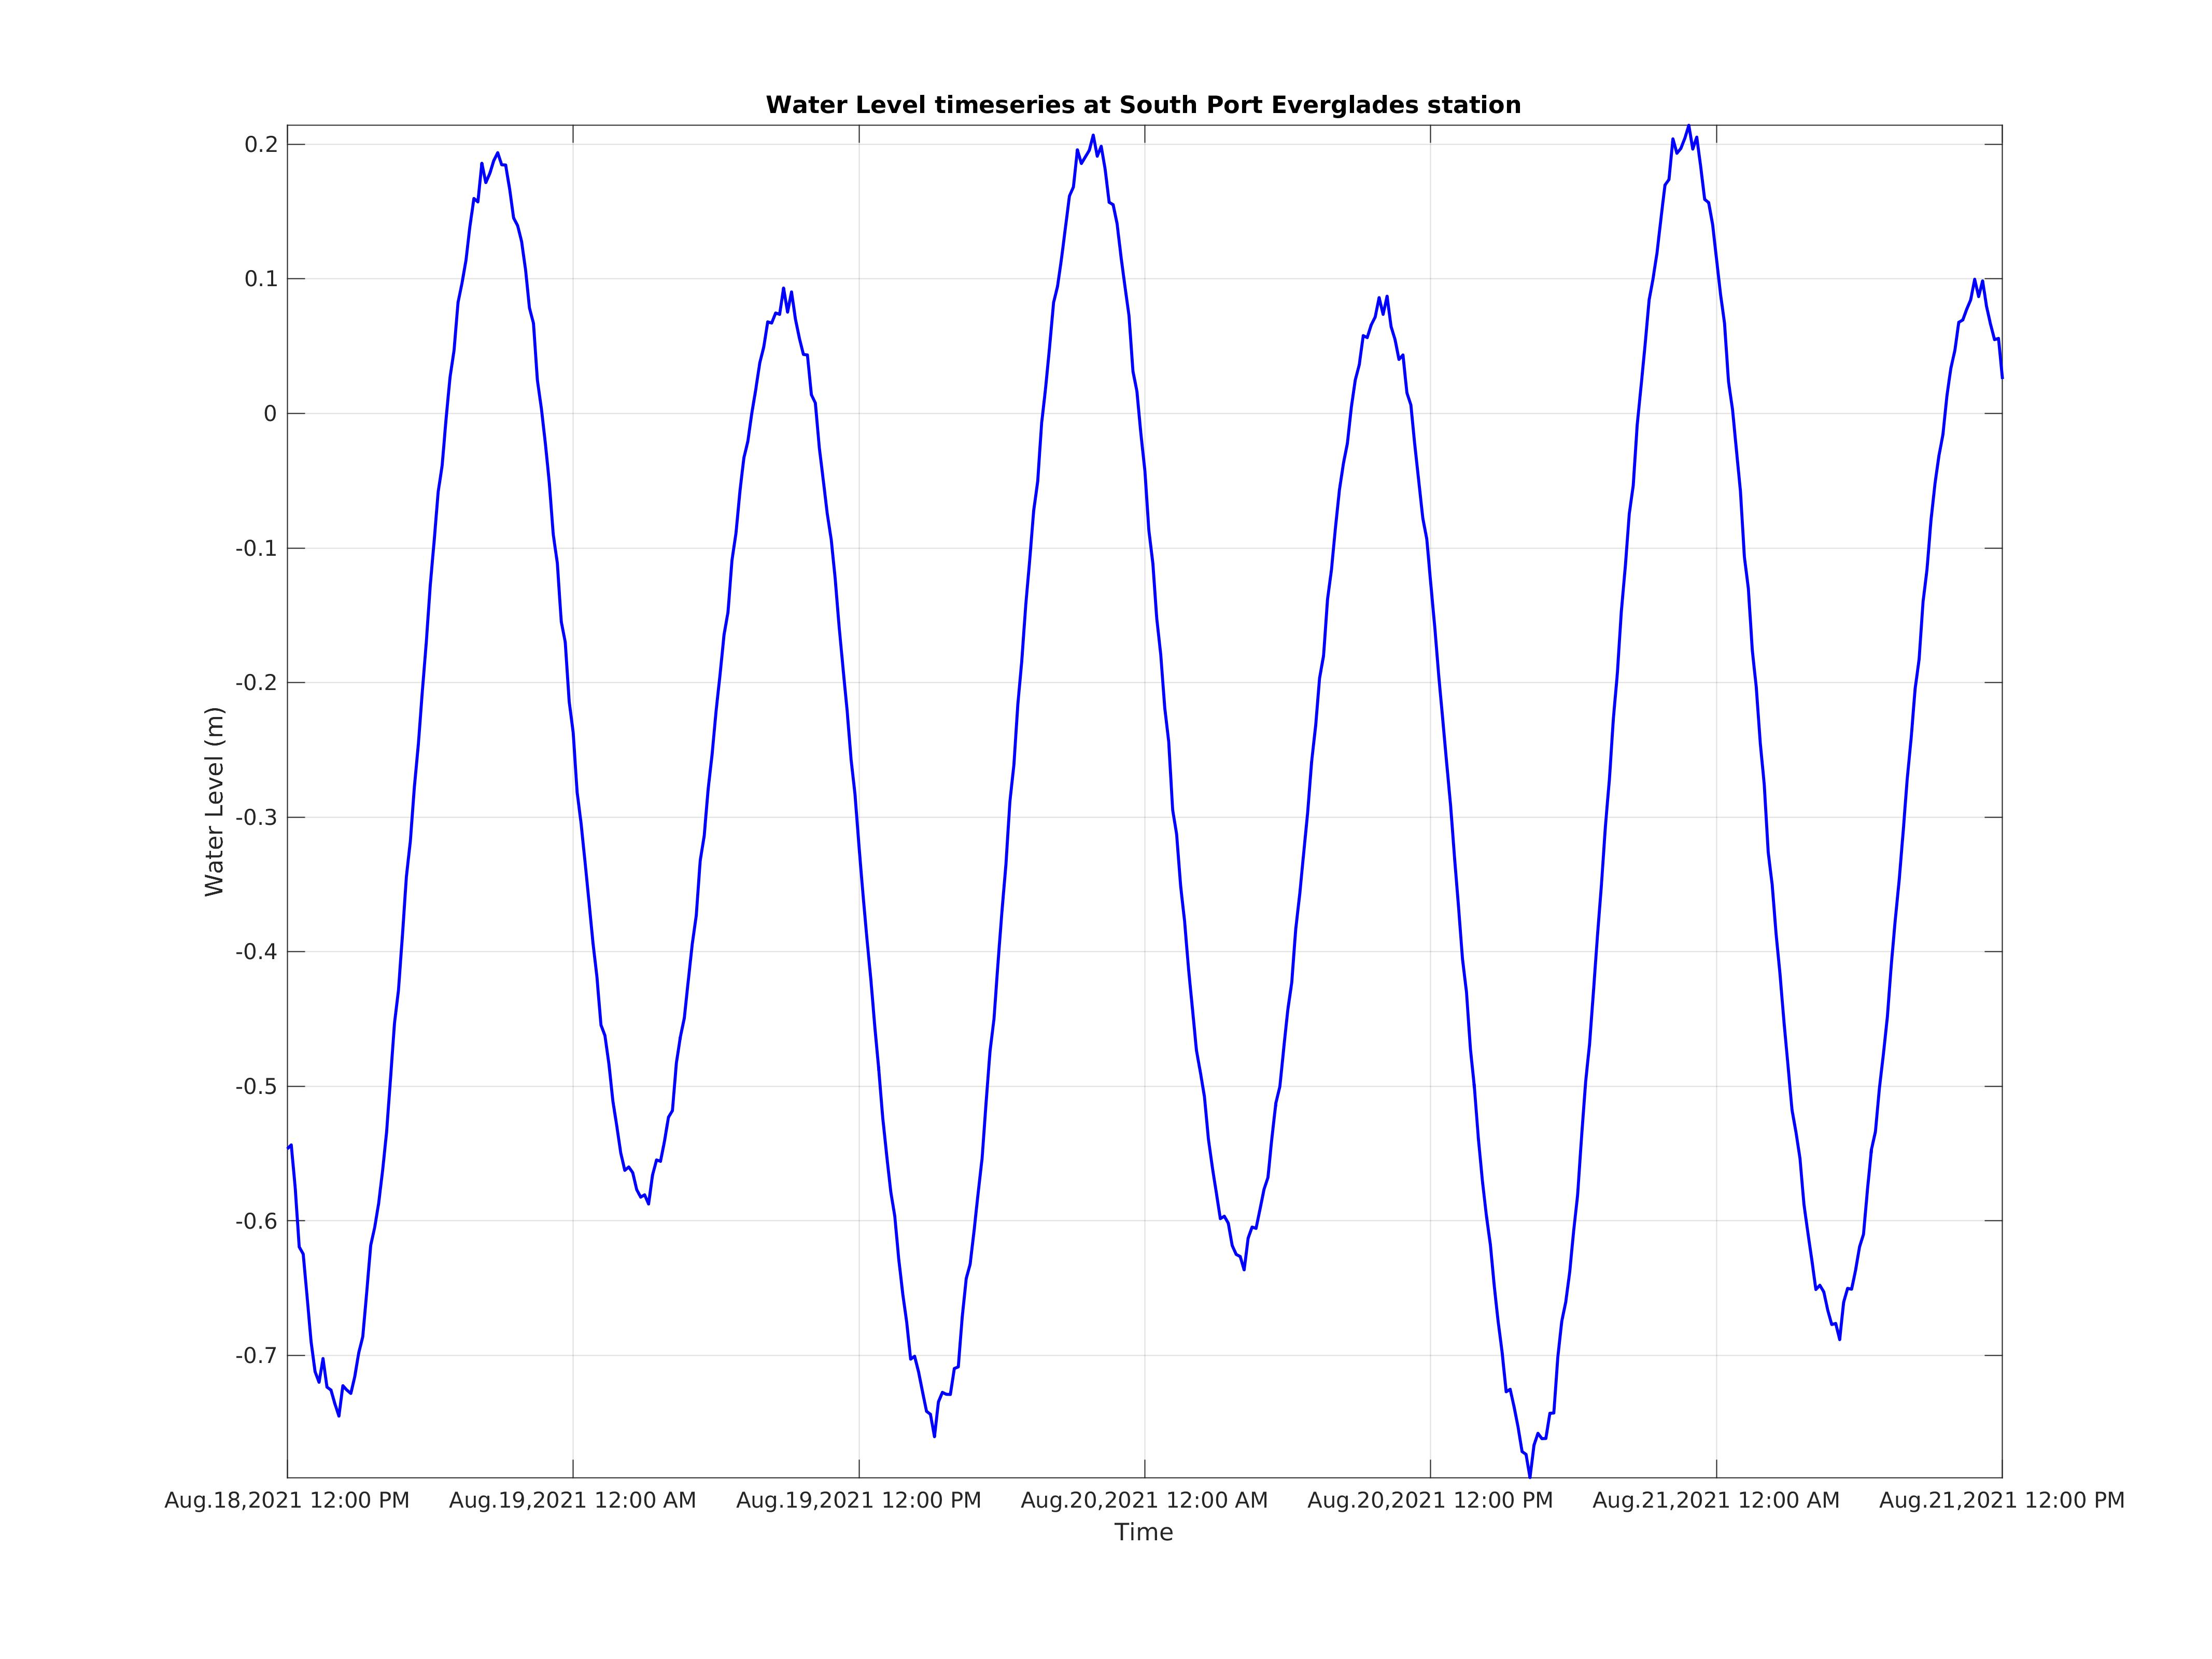 Water Level timeseries at South Port Everglades station
0.2
0.1
0
-0.1
-0.2
-0.3
-0.4
-0.5
-0.6
-0.7
Water Level (m)
Aug.18,2021 12:00 PM Aug.19,2021 12:00 AM Aug.19,2021 12:00 PM Aug.20,2021 12:00 AM Aug.20,2021 12:00 PM Aug.21,2021 12:00 AM Aug.21,2021 12:00 PM
Time